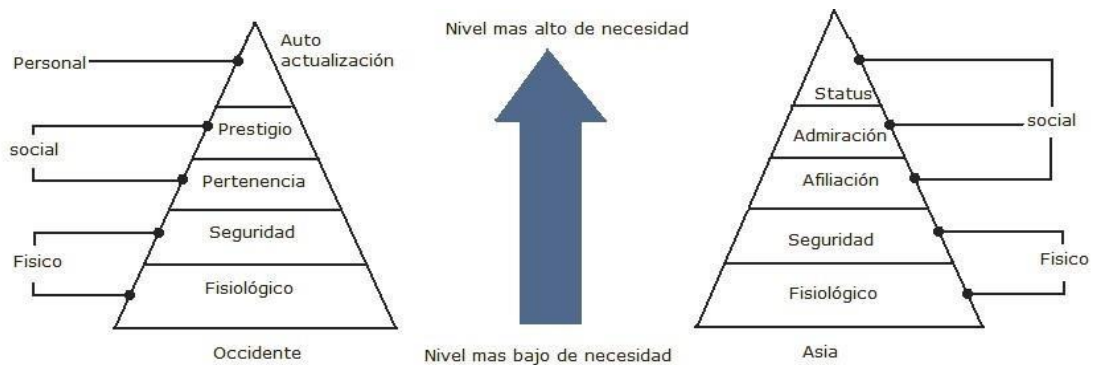 Nivel mas alto de necesidad
Auto
actualización
Personal
Prestigio
social
Pertenencia
Seguridad
Fisico
Fisiológico
Occidente
Nivel mas bajo de necesidad
Status
Admiración
social
Afiliación
Seguridad
Fisico
Fisiológico
Asia